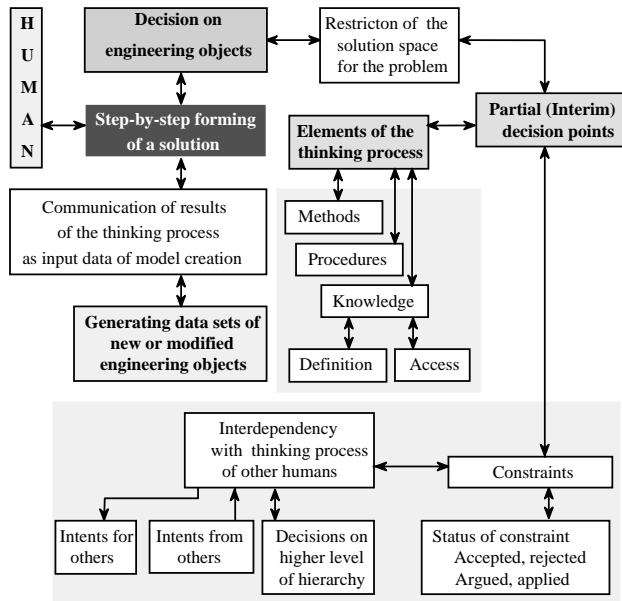 H
U
M
A
N
Decision on
engineering objects
Restricton of the
solution space
for the problem
Step-by-step forming
of a solution
Elements of the
thinking process
Partial (Interim)
decision points
Communication of results
of the thinking process
as input data of model creation
Methods
Procedures
Knowledge
Definition
Access
Generating data sets of
new or modified
engineering objects
Interdependency
with thinking process
of other humans
Constraints
Intents for
others
Intents from
others
Decisions on
higher level
of hierarchy
Status of constraint
Accepted, rejected
Argued, applied